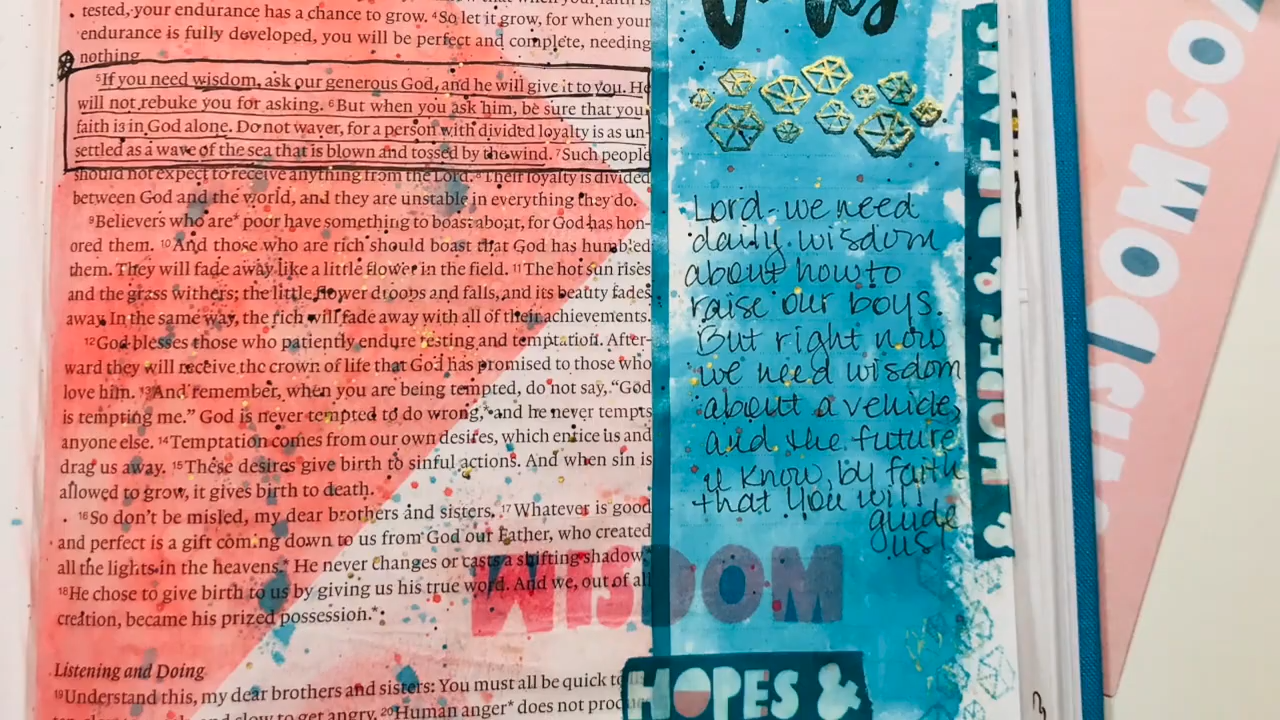 tested, your endurance has a chance to grow. ⁴So let it grow, for when your
endurance is fully developed, you will be perfect and complete, needing
nothing.
⁵If you need wisdom, ask our generous God, and he will give it to you. He
will not rebuke you for asking. ⁶But when you ask him, be sure that your
faith is in God alone. Do not waver, for a person with divided loyalty is as un-
settled as a wave of the sea that is blown and tossed by the wind. ⁷Such people
should not expect to receive anything from the Lord. ⁸Their loyalty is divided
between God and the world, and they are unstable in everything they do.
⁹Believers who are* poor have something to boast about, for God has hon-
ored them. ¹⁰And those who are rich should boast that God has humbled
them. They will fade away like a little flower in the field. ¹¹The hot sun rises
and the grass withers; the little flower droops and falls, and its beauty fades
away. In the same way, the rich will fade away with all of their achievements.
¹²God blesses those who patiently endure testing and temptation. After-
ward they will receive the crown of life that God has promised to those who
love him. ¹³And remember, when you are being tempted, do not say, “God
is tempting me.” God is never tempted to do wrong,* and he never tempts
anyone else. ¹⁴Temptation comes from our own desires, which entice us and
drag us away. ¹⁵These desires give birth to sinful actions. And when sin is
allowed to grow, it gives birth to death.
¹⁶So don’t be misled, my dear brothers and sisters. ¹⁷Whatever is good
and perfect is a gift coming down to us from God our Father, who created
all the lights in the heavens.* He never changes or casts a shifting shadow.
¹⁸He chose to give birth to us by giving us his true word. And we, out of all
creation, became his prized possession.*
Listening and Doing
¹⁹Understand this, my dear brothers and sisters: You must all be quick to
slow to get angry. ²⁰Human anger* does not
Lord-we need
daily wisdom
about how to
raise our boys.
But right now
we need wisdom
about a vehicle,
and the future
u know, by faith
that you will
guide
us!
WISDOM
HOPES &
& HOPES & DREAMS
WISDOM